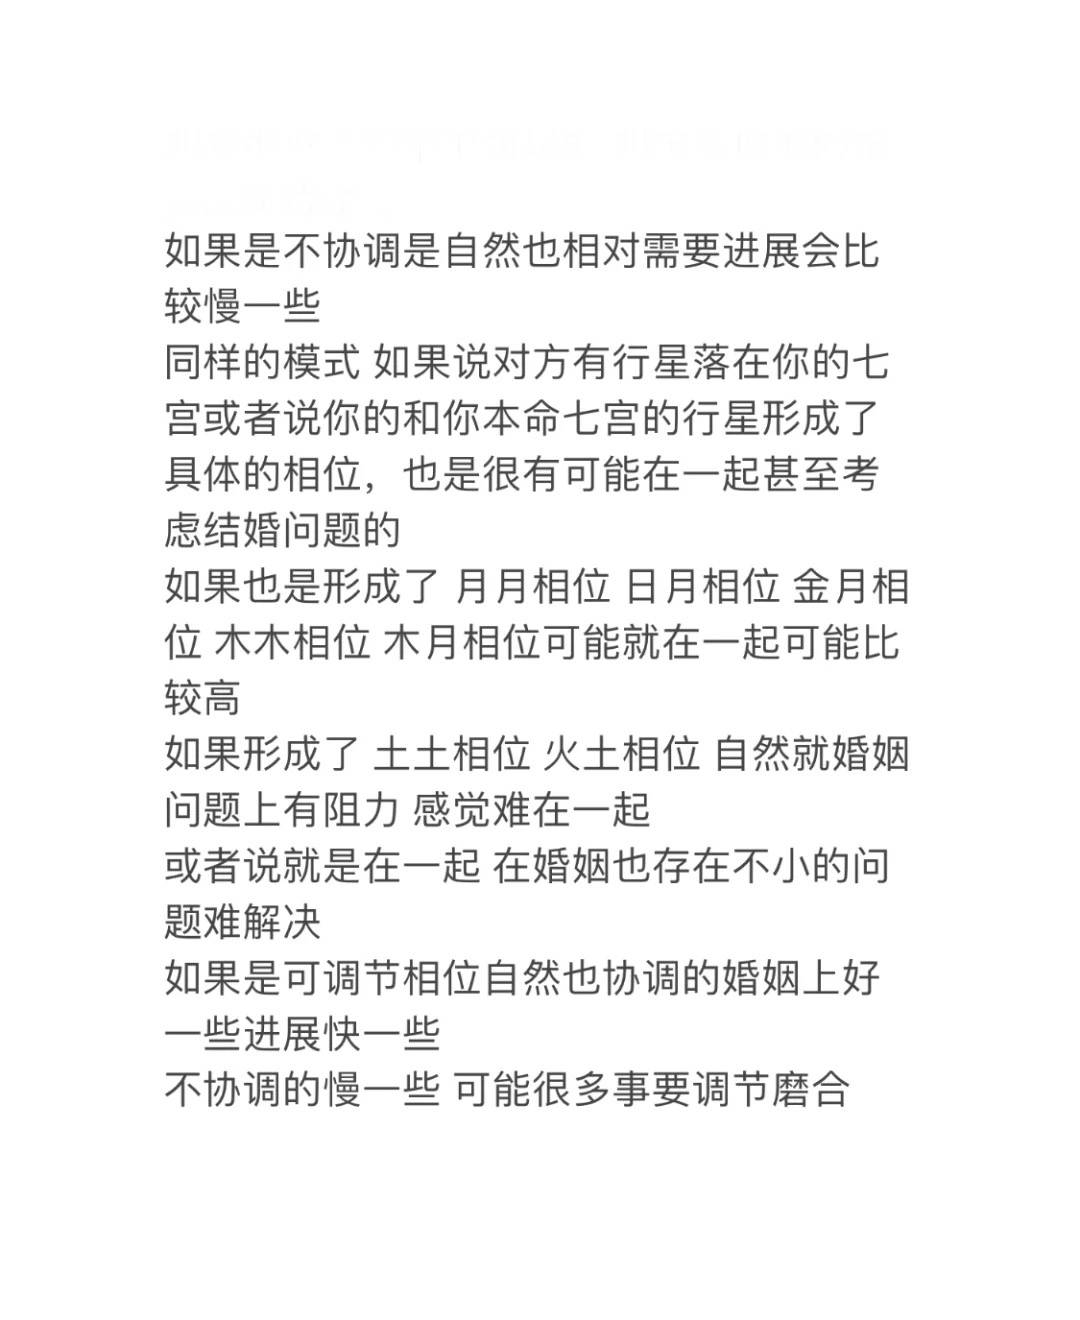 如果是不协调是自然也相对需要进展会比
较慢一些
同样的模式 如果说对方有行星落在你的七
宫或者说你的和你本命七宫的行星形成了
具体的相位，也是很有可能在一起甚至考
虑结婚问题的
如果也是形成了 月月相位 日月相位 金月相
位 木木相位 木月相位可能就在一起可能比
较高
如果形成了 土土相位 火土相位 自然就婚姻
问题上有阻力 感觉难在一起
或者说就是在一起 在婚姻也存在不小的问
题难解决
如果是可调节相位自然也协调的婚姻上好
一些进展快一些
不协调的慢一些 可能很多事要调节磨合